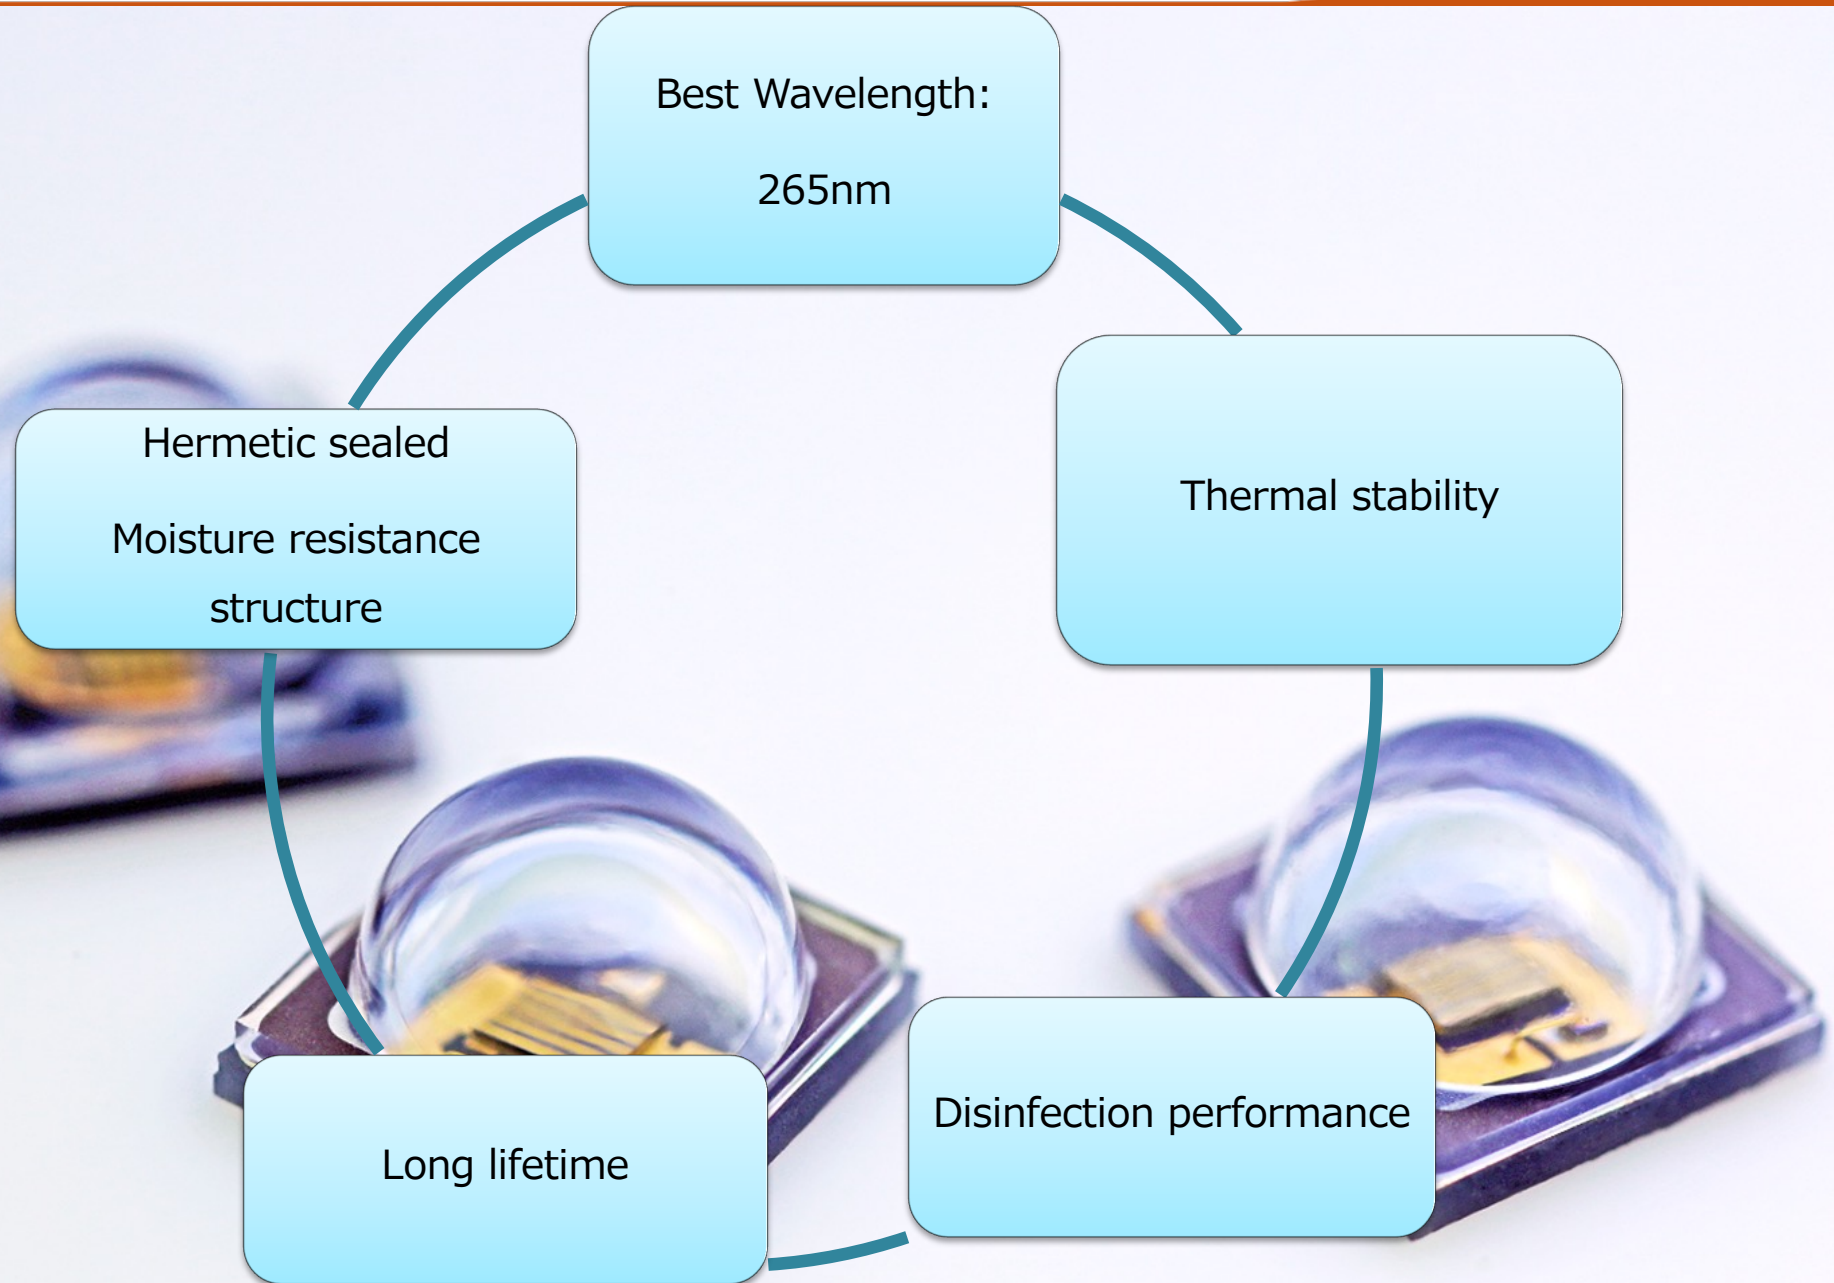 Best Wavelength:
265nm
Thermal stability
Disinfection performance
Long lifetime
Hermetic sealed
Moisture resistance
structure